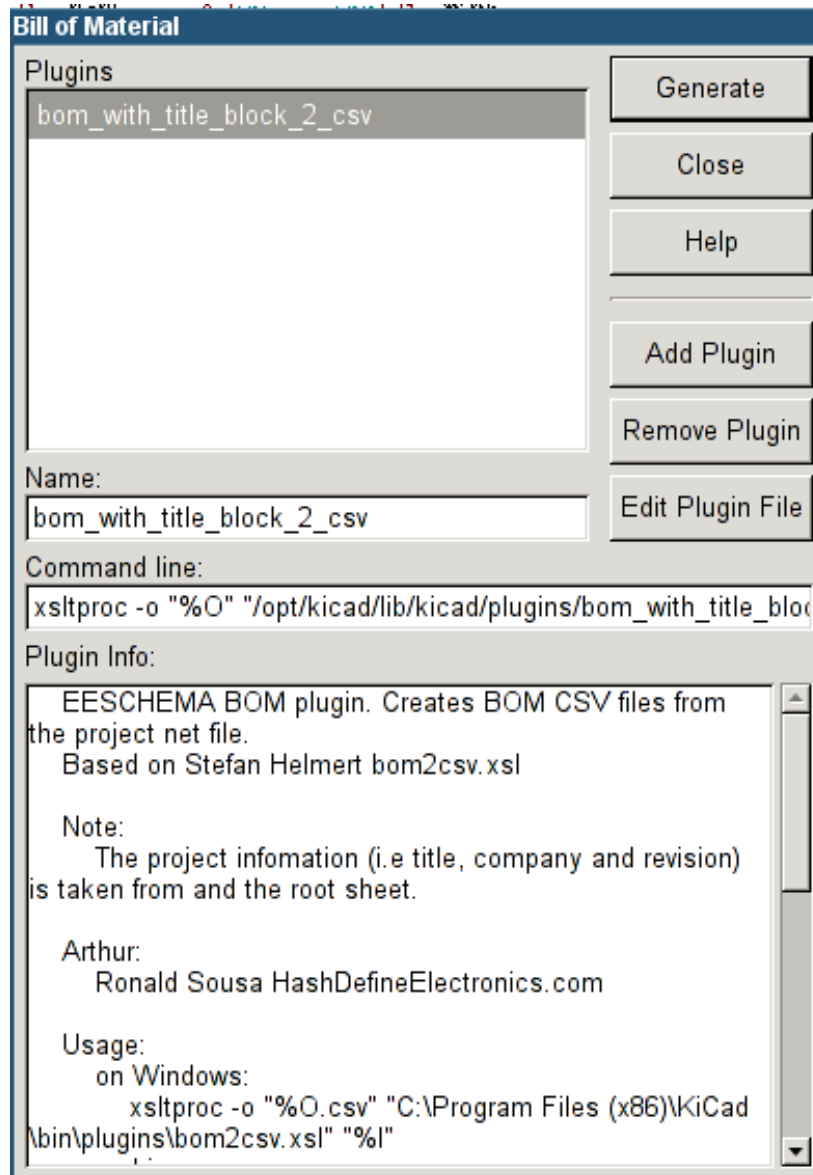 Bill of Material
Plugins
bom_with_title_block_2_csv
Generate
Close
Help
Add Plugin
Remove Plugin
Edit Plugin File
Name:
bom_with_title_block_2_csv
Command line:
xsltproc -o "%O" "/opt/kicad/lib/kicad/plugins/bom_with_title_bloc
Plugin Info:
EESCHEMA BOM plugin. Creates BOM CSV files from
the project net file.
Based on Stefan Helmert bom2csv.xsl
Note:
The project infomation (i.e title, company and revision)
is taken from and the root sheet.
Arthur:
Ronald Sousa HashDefineElectronics.com
Usage:
on Windows:
xsltproc -o "%O.csv" "C:\Program Files (x86)\KiCad
\bin\plugins\bom2csv.xsl" "%I"